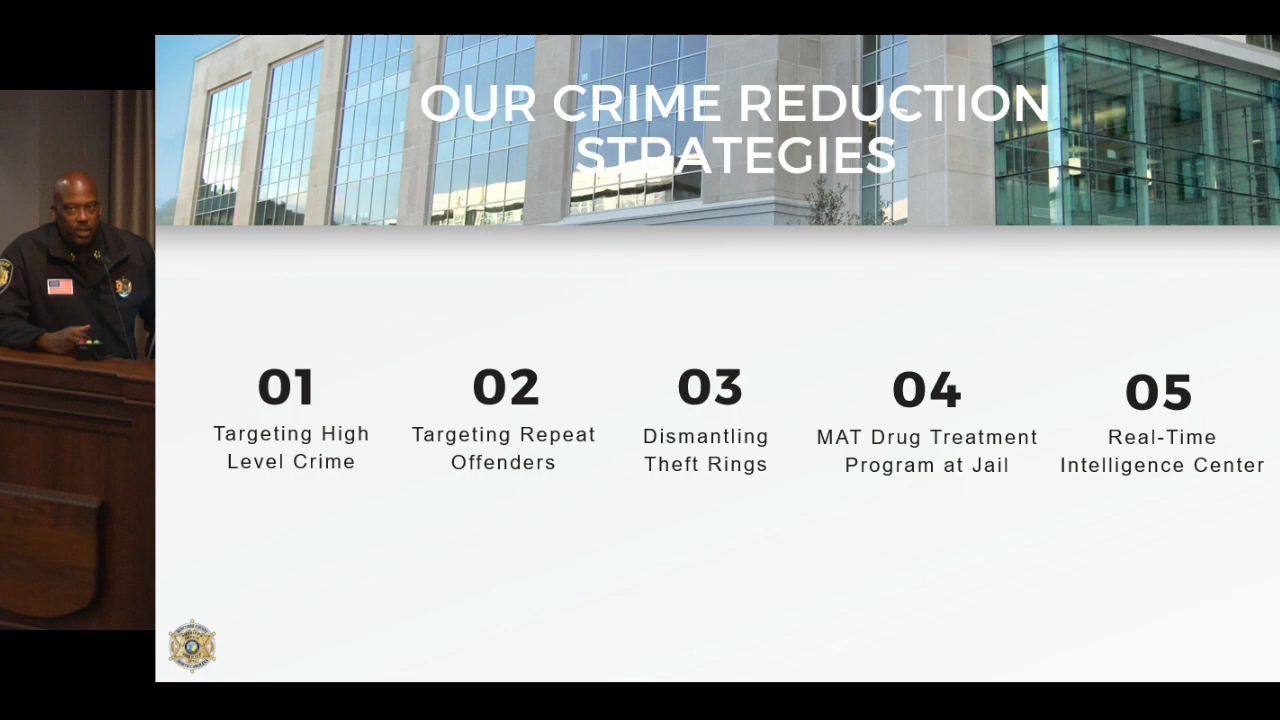 OUR CRIME REDUCTION
STRATEGIES
01
Targeting High
Level Crime
02
Targeting Repeat
Offenders
03
Dismantling
Theft Rings
04
MAT Drug Treatment
Program at Jail
05
Real-Time
Intelligence Center